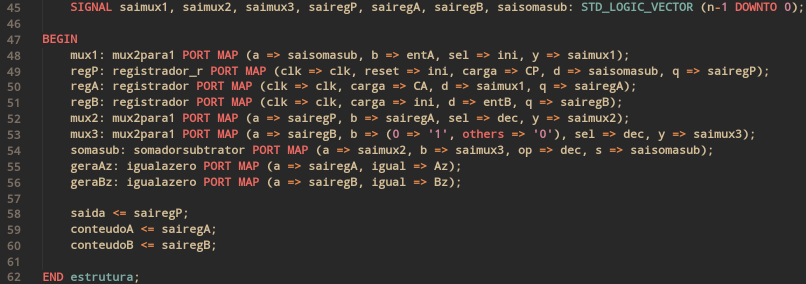 45 SIGNAL saimux1, saimux2, saimux3, sairegP, sairegA, sairegB, saisomasub: STD_LOGIC_VECTOR (n-1 DOWNTO 0);
46
47 BEGIN
48 mux1: mux2para1 PORT MAP (a => saisomasub, b => entA, sel => ini, y => saimux1);
49 regP: registrador_r PORT MAP (clk => clk, reset => ini, carga => CP, d => saisomasub, q => sairegP);
50 regA: registrador PORT MAP (clk => clk, carga => CA, d => saimux1, q => sairegA);
51 regB: registrador PORT MAP (clk => clk, carga => ini, d => entB, q => sairegB);
52 mux2: mux2para1 PORT MAP (a => sairegP, b => sairegA, sel => dec, y => saimux2);
53 mux3: mux2para1 PORT MAP (a => sairegB, b => (0 => '1', others => '0'), sel => dec, y => saimux3);
54 somasub: somadorsubtrator PORT MAP (a => saimux2, b => saimux3, op => dec, s => saisomasub);
55 geraAz: igualazero PORT MAP (a => sairegA, igual => Az);
56 geraBz: igualazero PORT MAP (a => sairegB, igual => Bz);
57
58 saida <= sairegP;
59 conteudoA <= sairegA;
60 conteudoB <= sairegB;
61
62 END estrutura;